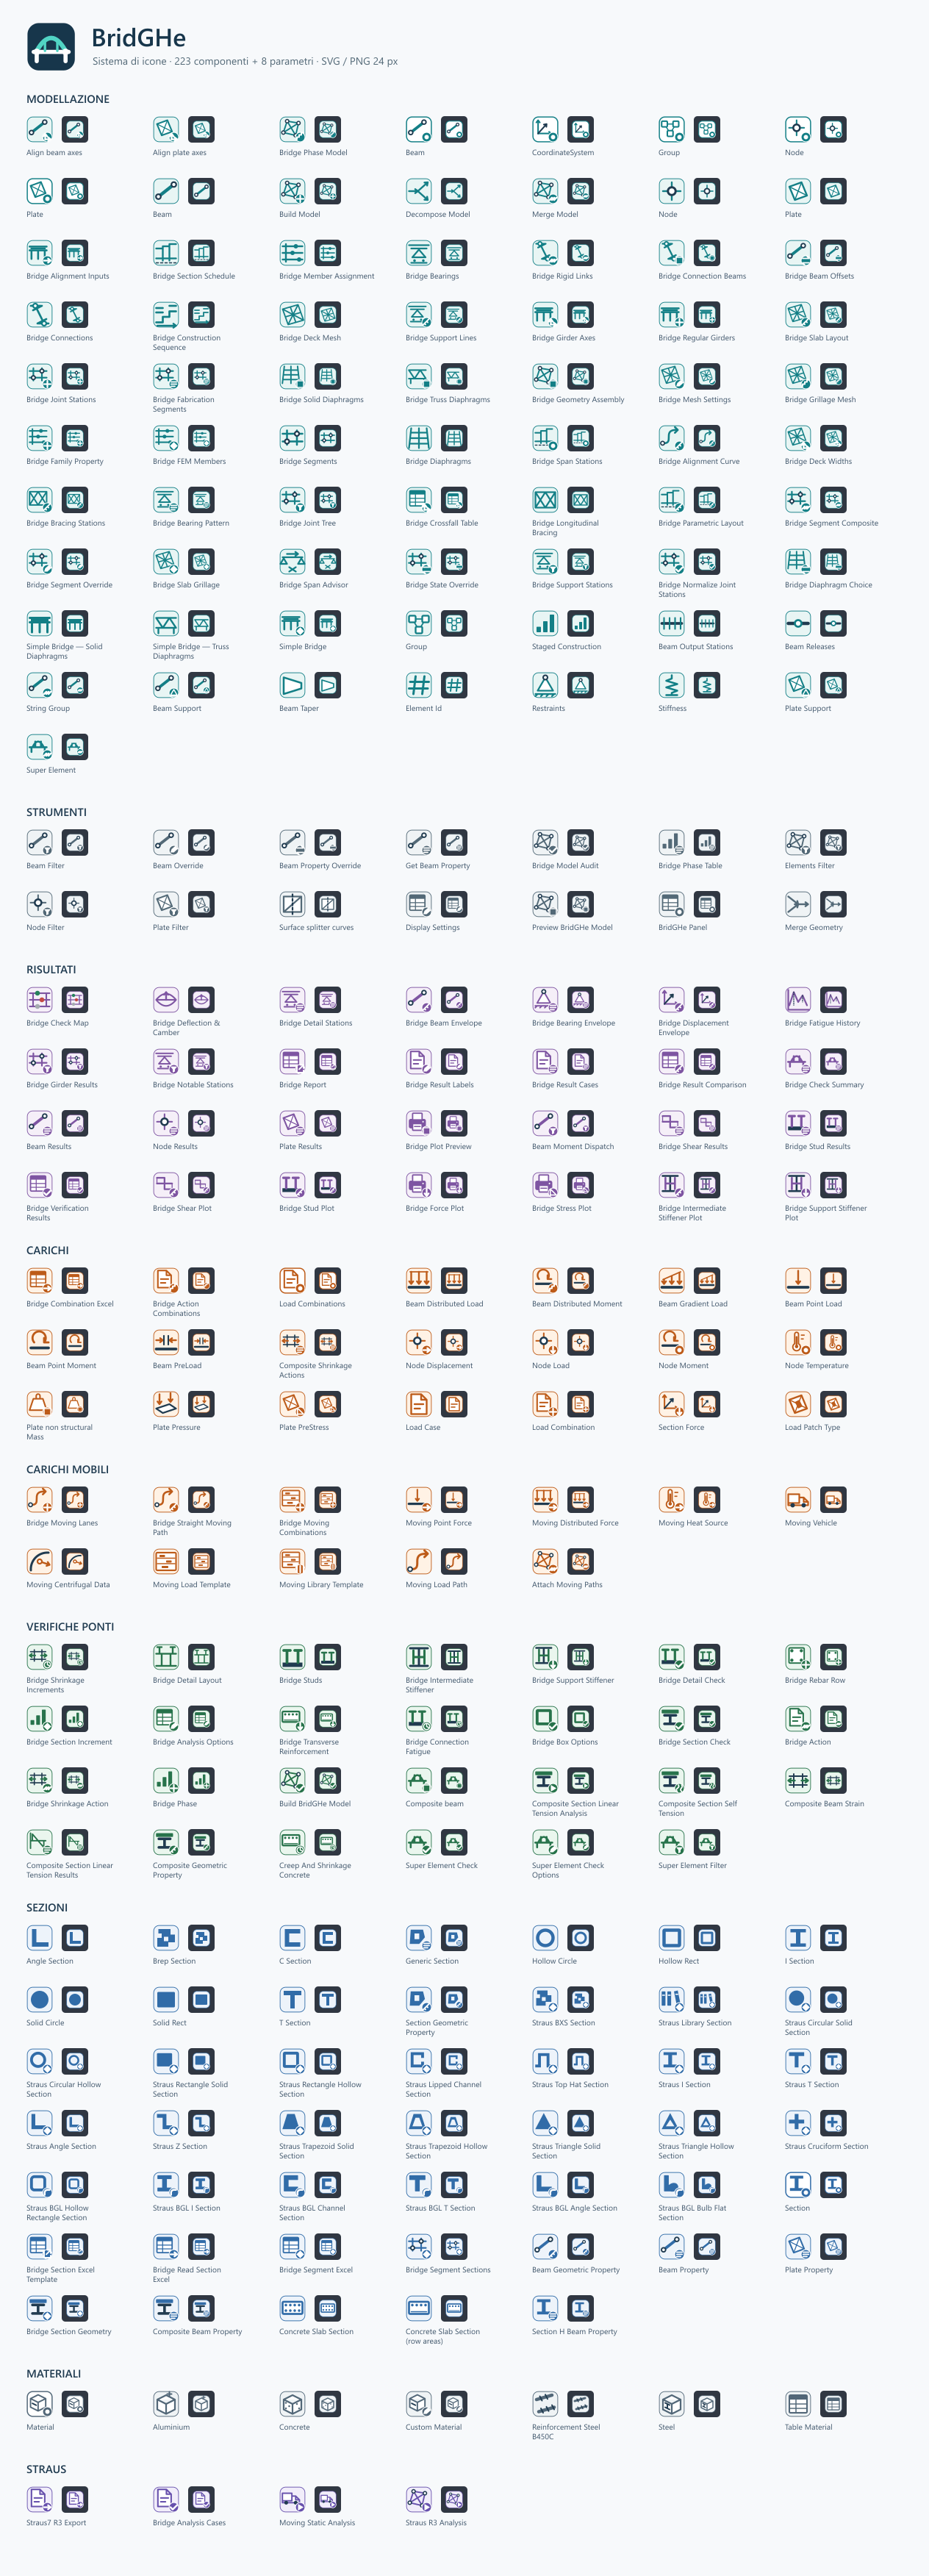 BridGHe
Sistema di icone · 223 componenti + 8 parametri · SVG / PNG 24 px
MODELLAZIONE
Align beam axes
Align plate axes
Bridge Phase Model
Beam
CoordinateSystem
Group
Node
Plate
Beam
Build Model
Decompose Model
Merge Model
Node
Plate
Bridge Alignment Inputs
Bridge Section Schedule
Bridge Member Assignment
Bridge Bearings
Bridge Rigid Links
Bridge Connection Beams
Bridge Beam Offsets
Bridge Connections
Bridge Construction
Sequence
Bridge Deck Mesh
Bridge Support Lines
Bridge Girder Axes
Bridge Regular Girders
Bridge Slab Layout
Bridge Joint Stations
Bridge Fabrication
Segments
Bridge Solid Diaphragms
Bridge Truss Diaphragms
Bridge Geometry Assembly
Bridge Mesh Settings
Bridge Grillage Mesh
Bridge Family Property
Bridge FEM Members
Bridge Segments
Bridge Diaphragms
Bridge Span Stations
Bridge Alignment Curve
Bridge Deck Widths
Bridge Bracing Stations
Bridge Bearing Pattern
Bridge Joint Tree
Bridge Crossfall Table
Bridge Longitudinal
Bracing
Bridge Parametric Layout
Bridge Segment Composite
Bridge Segment Override
Bridge Slab Grillage
Bridge Span Advisor
Bridge State Override
Bridge Support Stations
Bridge Normalize Joint
Stations
Bridge Diaphragm Choice
Simple Bridge — Solid
Diaphragms
Simple Bridge — Truss
Diaphragms
Simple Bridge
Group
Staged Construction
Beam Output Stations
Beam Releases
String Group
Beam Support
Beam Taper
Element Id
Restraints
Stiffness
Plate Support
Super Element
STRUMENTI
Beam Filter
Beam Override
Beam Property Override
Get Beam Property
Bridge Model Audit
Bridge Phase Table
Elements Filter
Node Filter
Plate Filter
Surface splitter curves
Display Settings
Preview BridGHe Model
BridGHe Panel
Merge Geometry
RISULTATI
Bridge Check Map
Bridge Deflection &
Camber
Bridge Detail Stations
Bridge Beam Envelope
Bridge Bearing Envelope
Bridge Displacement
Envelope
Bridge Fatigue History
Bridge Girder Results
Bridge Notable Stations
Bridge Report
Bridge Result Labels
Bridge Result Cases
Bridge Result Comparison
Bridge Check Summary
Beam Results
Node Results
Plate Results
Bridge Plot Preview
Beam Moment Dispatch
Bridge Shear Results
Bridge Stud Results
Bridge Verification
Results
Bridge Shear Plot
Bridge Stud Plot
Bridge Force Plot
Bridge Stress Plot
Bridge Intermediate
Stiffener Plot
Bridge Support Stiffener
Plot
CARICHI
Bridge Combination Excel
Bridge Action
Combinations
Load Combinations
Beam Distributed Load
Beam Distributed Moment
Beam Gradient Load
Beam Point Load
Beam Point Moment
Beam PreLoad
Composite Shrinkage
Actions
Node Displacement
Node Load
Node Moment
Node Temperature
Plate non structural
Mass
Plate Pressure
Plate PreStress
Load Case
Load Combination
Section Force
Load Patch Type
CARICHI MOBILI
Bridge Moving Lanes
Bridge Straight Moving
Path
Bridge Moving
Combinations
Moving Point Force
Moving Distributed Force
Moving Heat Source
Moving Vehicle
Moving Centrifugal Data
Moving Load Template
Moving Library Template
Moving Load Path
Attach Moving Paths
VERIFICHE PONTI
Bridge Shrinkage
Increments
Bridge Detail Layout
Bridge Studs
Bridge Intermediate
Stiffener
Bridge Support Stiffener
Bridge Detail Check
Bridge Rebar Row
Bridge Section Increment
Bridge Analysis Options
Bridge Transverse
Reinforcement
Bridge Connection
Fatigue
Bridge Box Options
Bridge Section Check
Bridge Action
Bridge Shrinkage Action
Bridge Phase
Build BridGHe Model
Composite beam
Composite Section Linear
Tension Analysis
Composite Section Self
Tension
Composite Beam Strain
Composite Section Linear
Tension Results
Composite Geometric
Property
Creep And Shrinkage
Concrete
Super Element Check
Super Element Check
Options
Super Element Filter
SEZIONI
Angle Section
Brep Section
C Section
Generic Section
Hollow Circle
Hollow Rect
I Section
Solid Circle
Solid Rect
T Section
Section Geometric
Property
Straus BXS Section
Straus Library Section
Straus Circular Solid
Section
Straus Circular Hollow
Section
Straus Rectangle Solid
Section
Straus Rectangle Hollow
Section
Straus Lipped Channel
Section
Straus Top Hat Section
Straus I Section
Straus T Section
Straus Angle Section
Straus Z Section
Straus Trapezoid Solid
Section
Straus Trapezoid Hollow
Section
Straus Triangle Solid
Section
Straus Triangle Hollow
Section
Straus Cruciform Section
Straus BGL Hollow
Rectangle Section
Straus BGL I Section
Straus BGL Channel
Section
Straus BGL T Section
Straus BGL Angle Section
Straus BGL Bulb Flat
Section
Section
Bridge Section Excel
Template
Bridge Read Section
Excel
Bridge Segment Excel
Bridge Segment Sections
Beam Geometric Property
Beam Property
Plate Property
Bridge Section Geometry
Composite Beam Property
Concrete Slab Section
Concrete Slab Section
(row areas)
Section H Beam Property
MATERIALI
Material
Aluminium
Concrete
Custom Material
Reinforcement Steel
B450C
Steel
Table Material
STRAUS
Straus7 R3 Export
Bridge Analysis Cases
Moving Static Analysis
Straus R3 Analysis